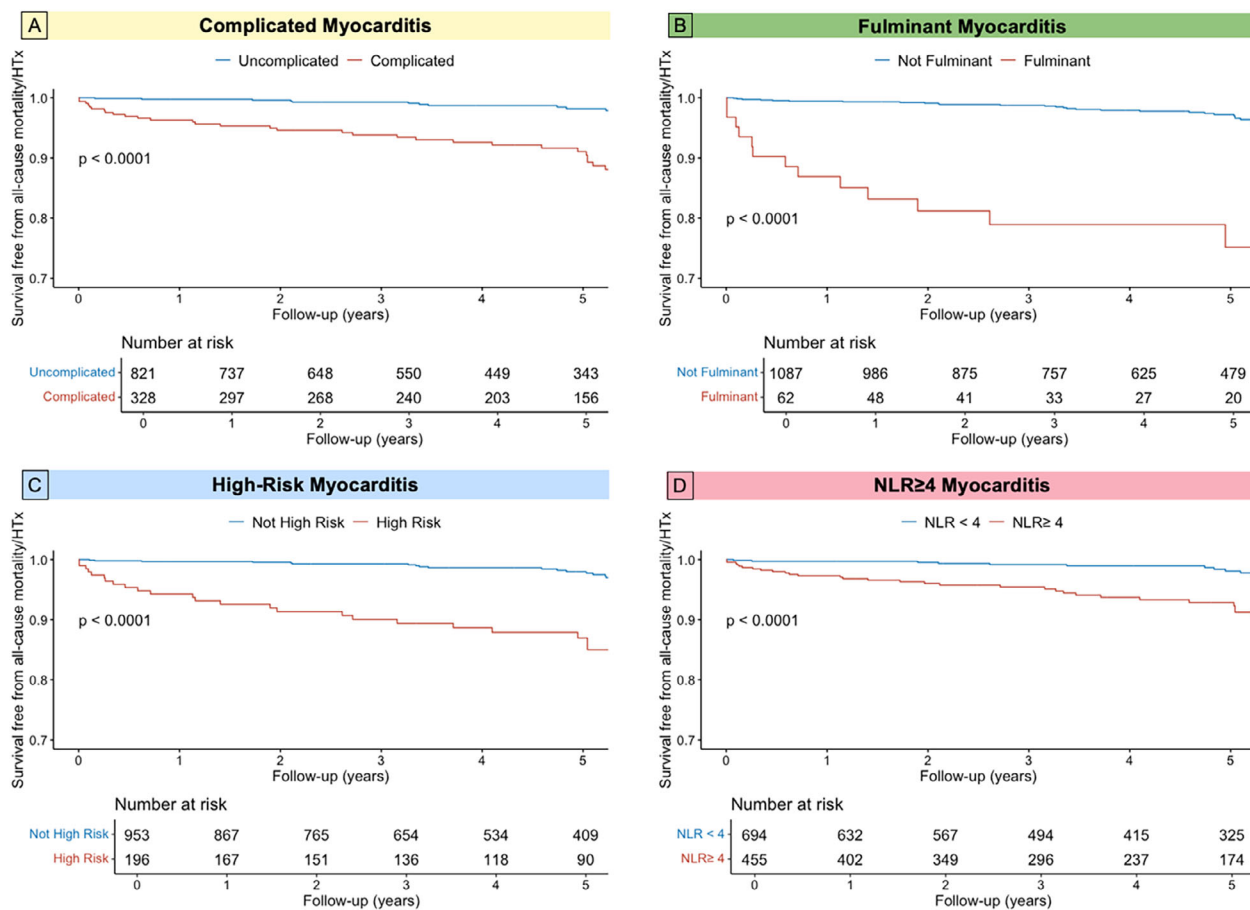 A Complicated Myocarditis
Uncomplicated Complicated
Survival free from all-cause mortality/HTx
1.0
0.9
0.8
0.7
p < 0.0001
0 1 2 3 4 5
Follow-up (years)
Number at risk
Uncomplicated 821 737 648 550 449 343
Complicated 328 297 268 240 203 156
0 1 2 3 4 5
Follow-up (years)
B Fulminant Myocarditis
Not Fulminant Fulminant
Survival free from all-cause mortality/HTx
1.0
0.9
0.8
0.7
p < 0.0001
0 1 2 3 4 5
Follow-up (years)
Number at risk
Not Fulminant 1087 986 875 757 625 479
Fulminant 62 48 41 33 27 20
0 1 2 3 4 5
Follow-up (years)
C High-Risk Myocarditis
Not High Risk High Risk
Survival free from all-cause mortality/HTx
1.0
0.9
0.8
0.7
p < 0.0001
0 1 2 3 4 5
Follow-up (years)
Number at risk
Not High Risk 953 867 765 654 534 409
High Risk 196 167 151 136 118 90
0 1 2 3 4 5
Follow-up (years)
D NLR≥4 Myocarditis
NLR < 4 NLR≥ 4
Survival free from all-cause mortality/HTx
1.0
0.9
0.8
0.7
p < 0.0001
0 1 2 3 4 5
Follow-up (years)
Number at risk
NLR < 4 694 632 567 494 415 325
NLR≥ 4 455 402 349 296 237 174
0 1 2 3 4 5
Follow-up (years)